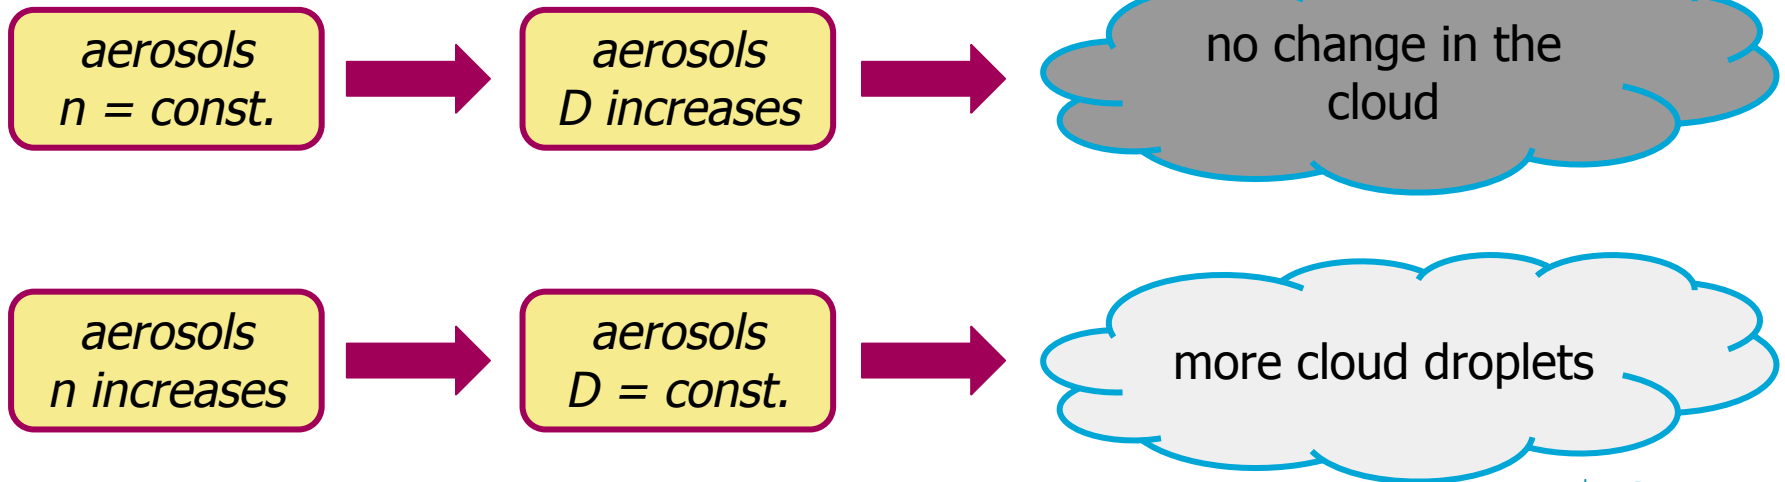 aerosols
n = const.
aerosols
D increases
no change in the
cloud
aerosols
n increases
aerosols
D = const.
more cloud droplets